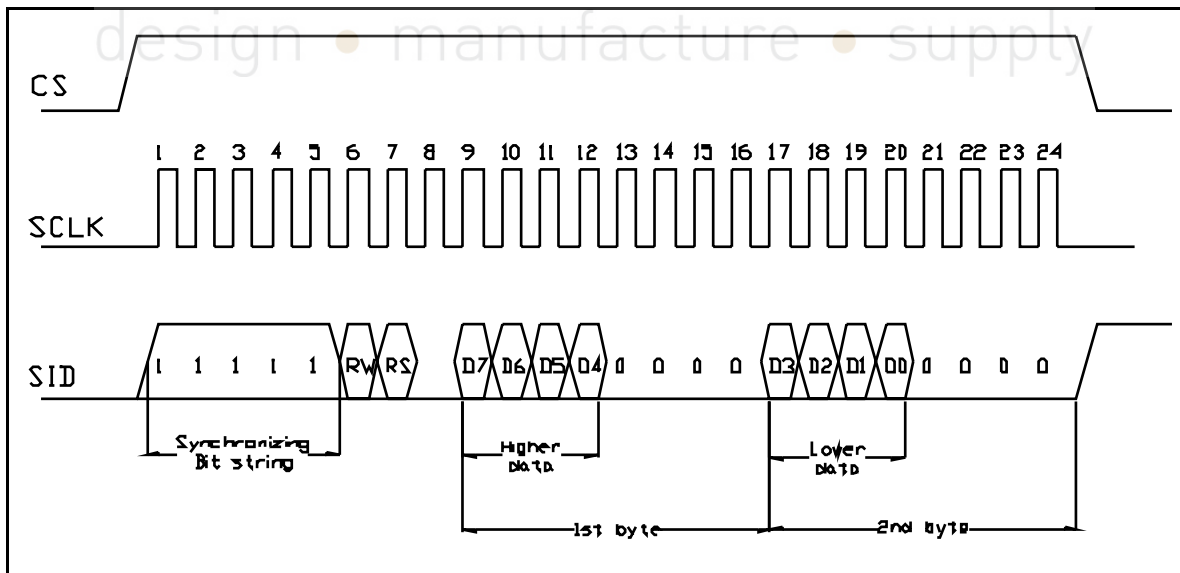 design • manufacture • supply
CS
1 2 3 4 5 6 7 8 9 10 11 12 13 14 15 16 17 18 19 20 21 22 23 24
SCLK
SID
1 1 1 1 1 RW RS D7 D6 D5 D4 0 0 0 0 D3 D2 D1 D0 0 0 0 0
Synchronizing
Bit string
Higher
data
Lower
data
1st byte
2nd byte